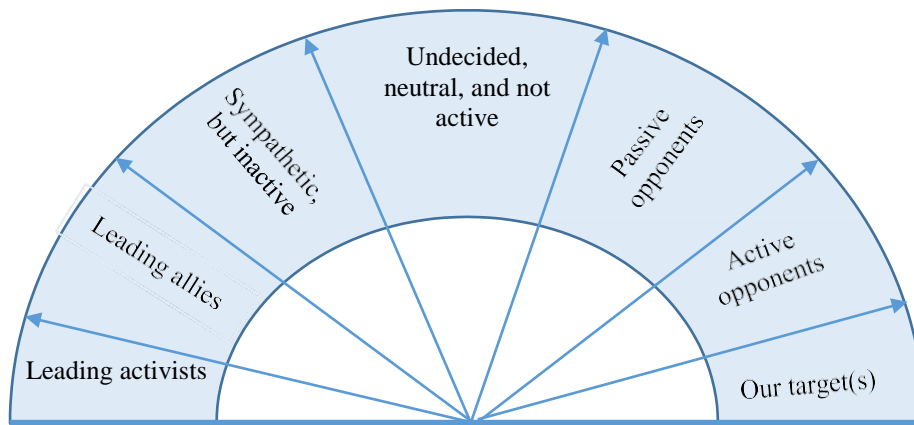 Leading activists
Leading allies
Sympathetic,
but inactive
Undecided,
neutral, and not
active
Passive
opponents
Active
opponents
Our target(s)